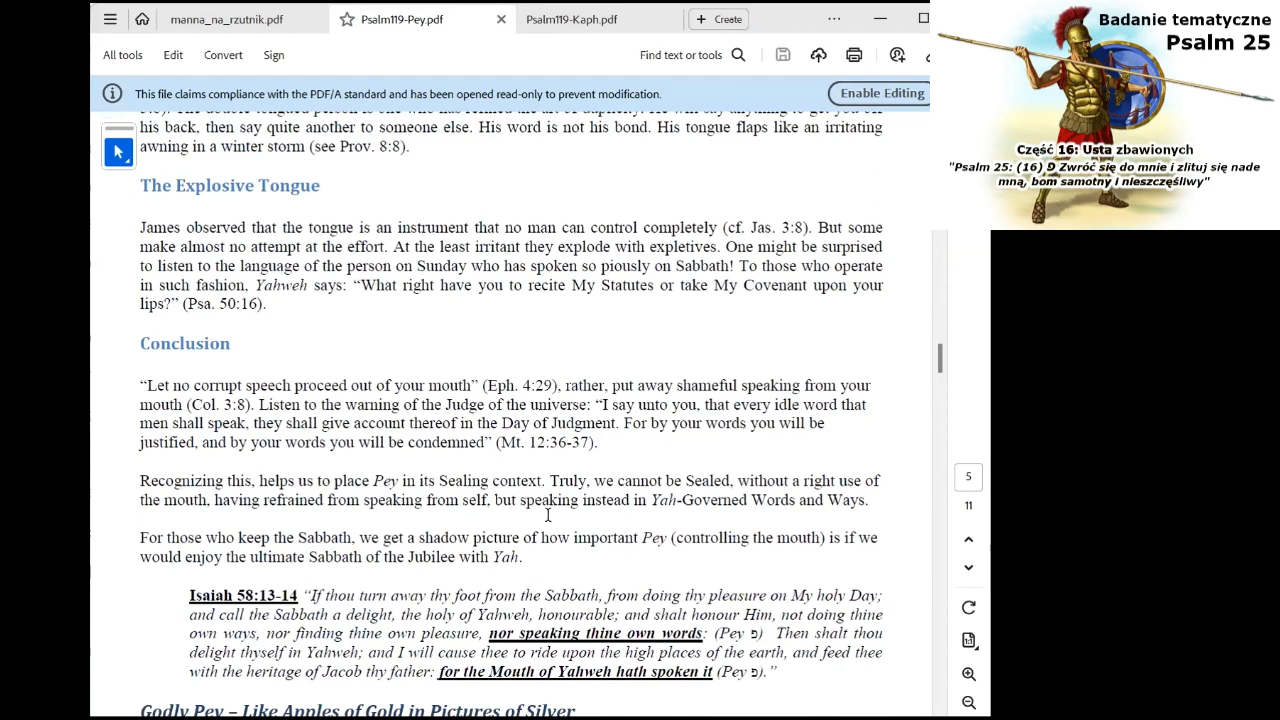 manna_na_rzutnik.pdf
Psalm119-Pey.pdf
Psalm119-Kaph.pdf
Create
All tools
Edit
Convert
Sign
Find text or tools
This file claims compliance with the PDF/A standard and has been opened read-only to prevent modification.
Enable Editing
his back, then say quite another to someone else. His word is not his bond. His tongue flaps like an irritating
awning in a winter storm (see Prov. 8:8).
The Explosive Tongue
James observed that the tongue is an instrument that no man can control completely (cf. Jas. 3:8). But some
make almost no attempt at the effort. At the least irritant they explode with expletives. One might be surprised
to listen to the language of the person on Sunday who has spoken so piously on Sabbath! To those who operate
in such fashion, Yahweh says: “What right have you to recite My Statutes or take My Covenant upon your
lips?” (Psa. 50:16).
Conclusion
“Let no corrupt speech proceed out of your mouth” (Eph. 4:29), rather, put away shameful speaking from your
mouth (Col. 3:8). Listen to the warning of the Judge of the universe: “I say unto you, that every idle word that
men shall speak, they shall give account thereof in the Day of Judgment. For by your words you will be
justified, and by your words you will be condemned” (Mt. 12:36-37).
Recognizing this, helps us to place Pey in its Sealing context. Truly, we cannot be Sealed, without a right use of
the mouth, having refrained from speaking from self, but speaking instead in Yah-Governed Words and Ways.
For those who keep the Sabbath, we get a shadow picture of how important Pey (controlling the mouth) is if we
would enjoy the ultimate Sabbath of the Jubilee with Yah.
Isaiah 58:13-14 “If thou turn away thy foot from the Sabbath, from doing thy pleasure on My holy Day;
and call the Sabbath a delight, the holy of Yahweh, honourable; and shalt honour Him, not doing thine
own ways, nor finding thine own pleasure, nor speaking thine own words: (Pey פ) Then shalt thou
delight thyself in Yahweh; and I will cause thee to ride upon the high places of the earth, and feed thee
with the heritage of Jacob thy father: for the Mouth of Yahweh hath spoken it (Pey פ).”
Godly Pey – Like Apples of Gold in Pictures of Silver
5
11
Badanie tematyczne
Psalm 25
Część 16: Usta zbawionych
"Psalm 25: (16) פ Zwróć się do mnie i zlituj się nade
mną, bom samotny i nieszczęśliwy"